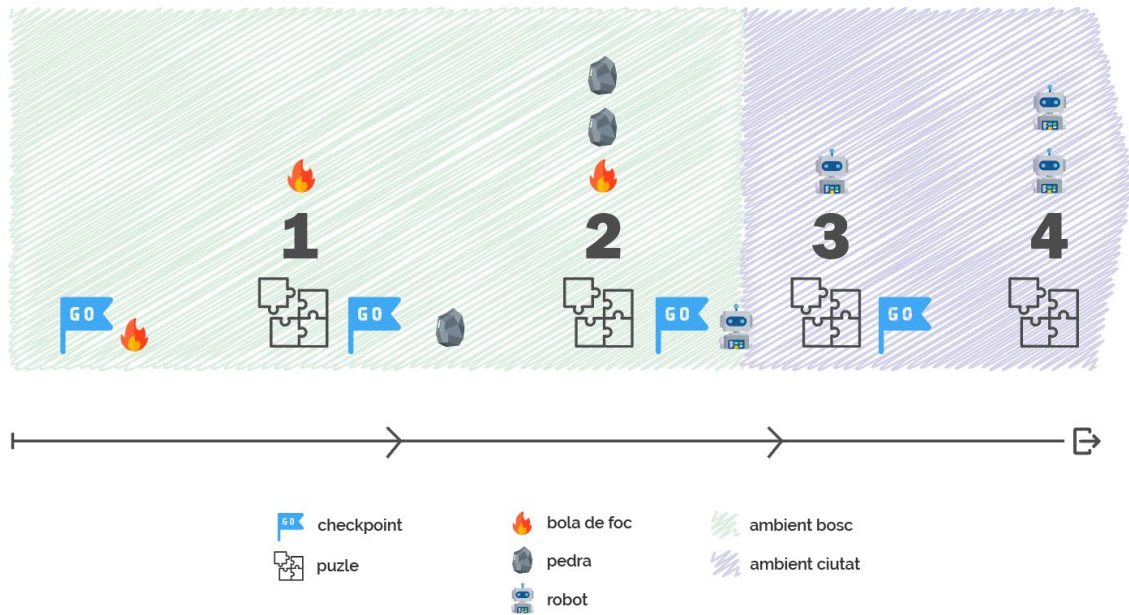 1
2
3
4
GO
GO
GO
GO
GO checkpoint
puzle
bola de foc
pedra
robot
ambient bosc
ambient ciutat